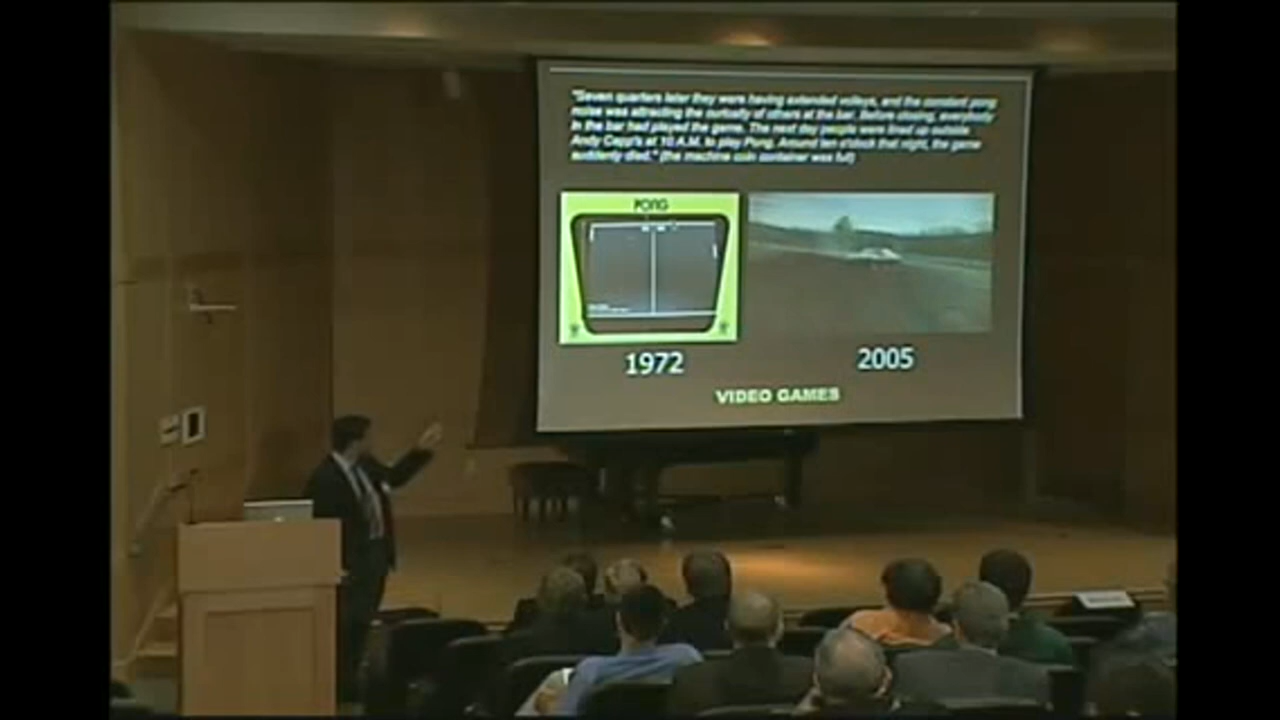 "Seven quarters later they were having extended volleys, and the constant pong
noise was attracting the curiosity of others at the bar. Before closing, everybody
in the bar had played the game. The next day people were lined up outside
Andy Capp's at 10 A.M. to play Pong. Around ten o'clock that night, the game
suddenly died." (the machine coin container was full)
PONG
1972
2005
VIDEO GAMES